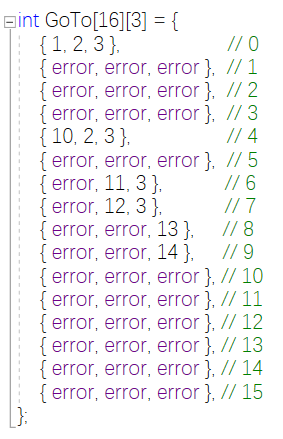 int GoTo[16][3] = {
{ 1, 2, 3 }, // 0
{ error, error, error }, // 1
{ error, error, error }, // 2
{ error, error, error }, // 3
{ 10, 2, 3 }, // 4
{ error, error, error }, // 5
{ error, 11, 3 }, // 6
{ error, 12, 3 }, // 7
{ error, error, 13 }, // 8
{ error, error, 14 }, // 9
{ error, error, error }, // 10
{ error, error, error }, // 11
{ error, error, error }, // 12
{ error, error, error }, // 13
{ error, error, error }, // 14
{ error, error, error }, // 15
};